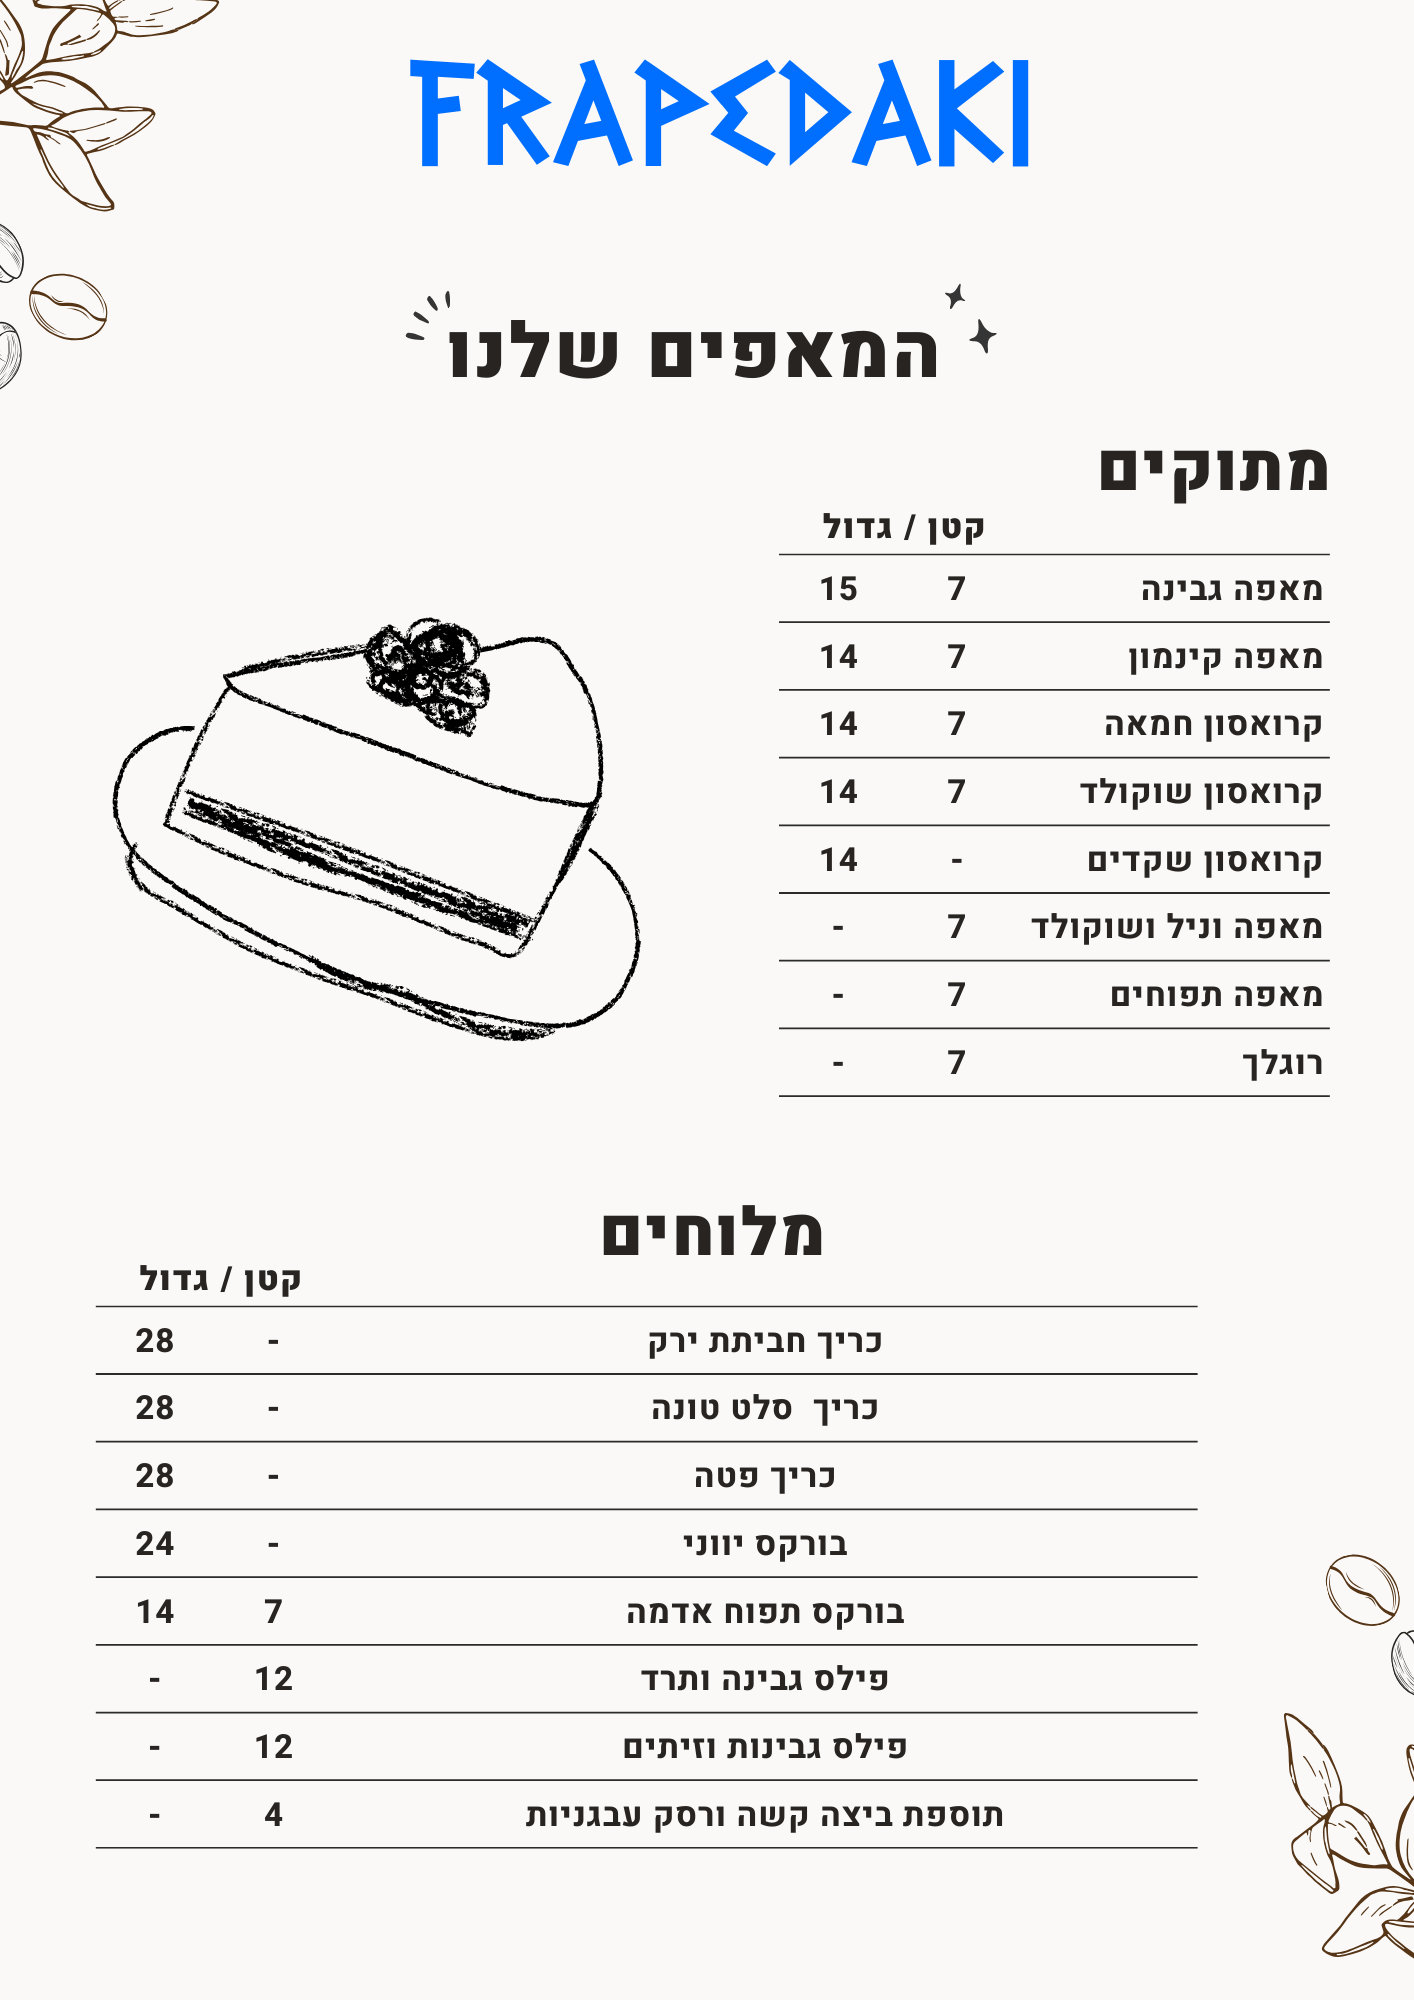 FRAPEDAKI
המאפים שלנו
מתוקים
קטן / גדול
מאפה גבינה 7 15
מאפה קינמון 7 14
קרואסון חמאה 7 14
קרואסון שוקולד 7 14
קרואסון שקדים - 14
מאפה וניל ושוקולד 7 -
מאפה תפוחים 7 -
רוגלך 7 -
מלוחים
קטן / גדול
כריך חביתת ירק - 28
כריך סלט טונה - 28
כריך פטה - 28
בורקס יווני - 24
בורקס תפוח אדמה 7 14
פילס גבינה ותרד 12 -
פילס גבינות וזיתים 12 -
תוספת ביצה קשה ורסק עבגניות 4 -